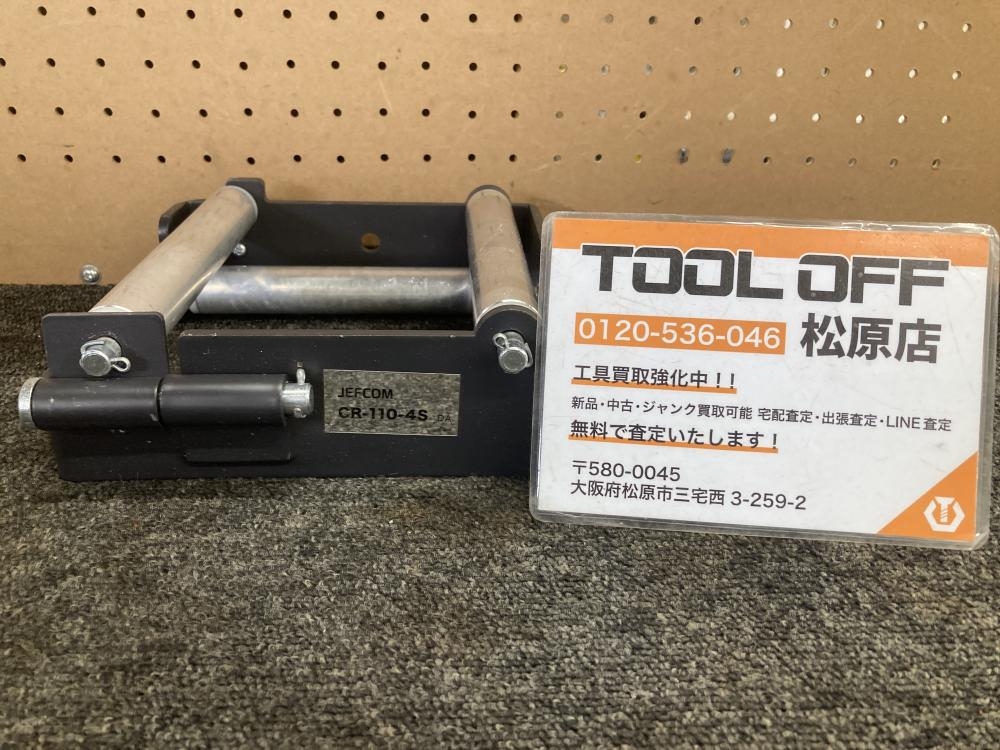 JEFCOM
CR-110-4S DA
TOOL OFF
0120-536-046 松原店
工具買取強化中!!
新品・中古・ジャンク買取可能 宅配査定・出張査定・LINE査定
無料で査定いたします!
〒580-0045
大阪府松原市三宅西 3-259-2